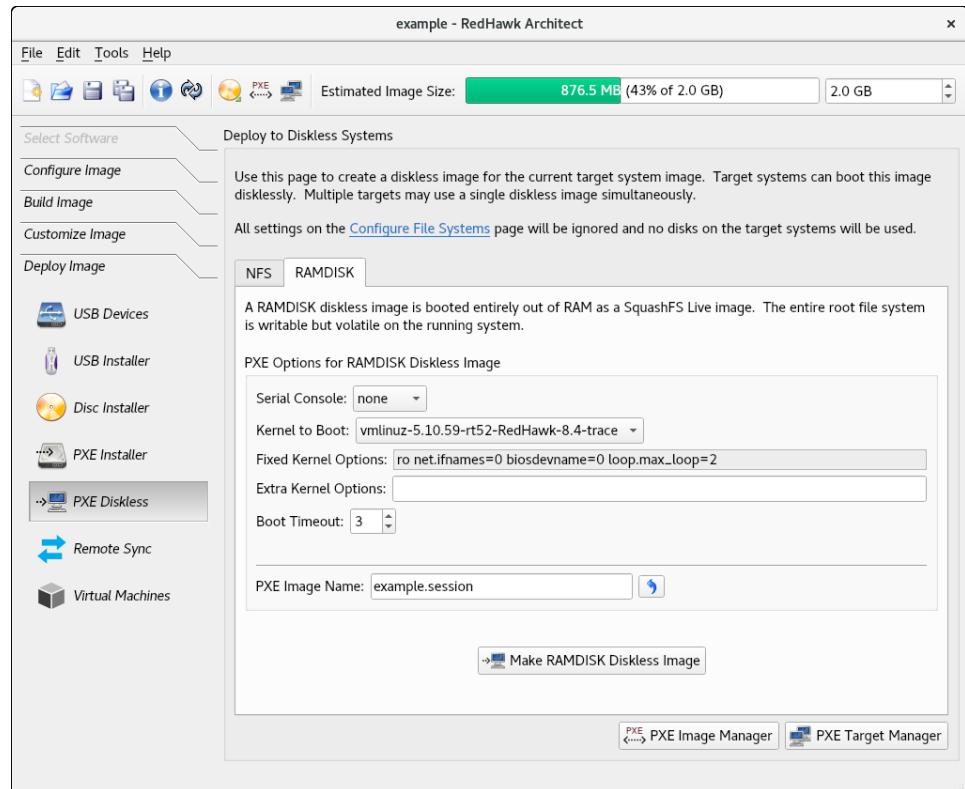 example - RedHawk Architect ×
File Edit Tools Help
PXE Estimated Image Size: 876.5 MB (43% of 2.0 GB) 2.0 GB
Select Software
Configure Image
Build Image
Customize Image
Deploy Image
USB Devices
USB Installer
Disc Installer
PXE Installer
PXE Diskless
Remote Sync
Virtual Machines
Deploy to Diskless Systems
Use this page to create a diskless image for the current target system image. Target systems can boot this image
disklessly. Multiple targets may use a single diskless image simultaneously.
All settings on the Configure File Systems page will be ignored and no disks on the target systems will be used.
NFS RAMDISK
A RAMDISK diskless image is booted entirely out of RAM as a SquashFS Live image. The entire root file system
is writable but volatile on the running system.
PXE Options for RAMDISK Diskless Image
Serial Console: none
Kernel to Boot: vmlinuz-5.10.59-rt52-RedHawk-8.4-trace
Fixed Kernel Options: ro net.ifnames=0 biosdevname=0 loop.max_loop=2
Extra Kernel Options:
Boot Timeout: 3
PXE Image Name: example.session
Make RAMDISK Diskless Image
PXE PXE Image Manager PXE Target Manager